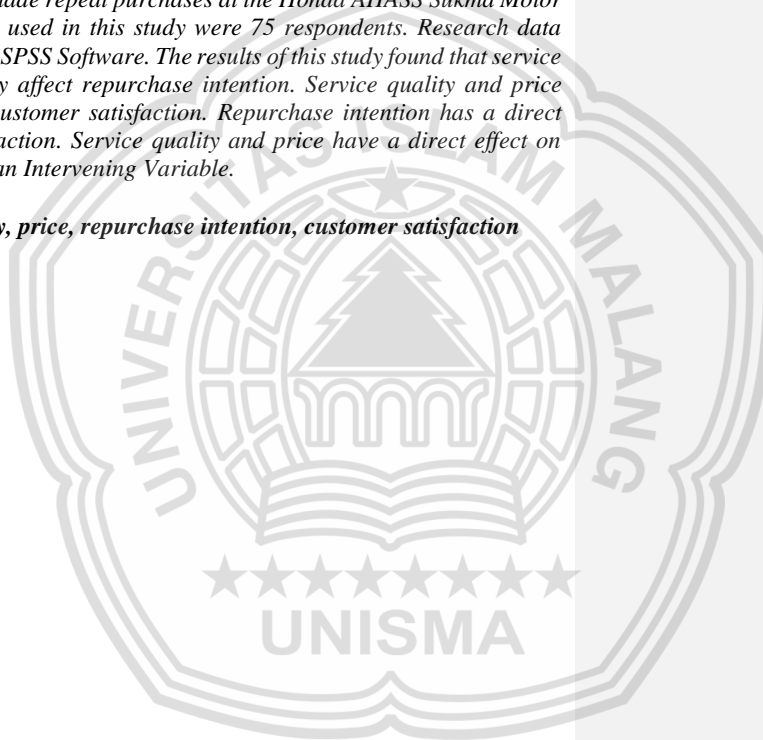 ade repeat purchases at the Honda AHASS Sukma Motor
used in this study were 75 respondents. Research data
SPSS Software. The results of this study found that service
y affect repurchase intention. Service quality and price
ustomer satisfaction. Repurchase intention has a direct
action. Service quality and price have a direct effect on
an Intervening Variable.
y, price, repurchase intention, customer satisfaction
UNIVERSITAS ISLAM MALANG
UNISMA